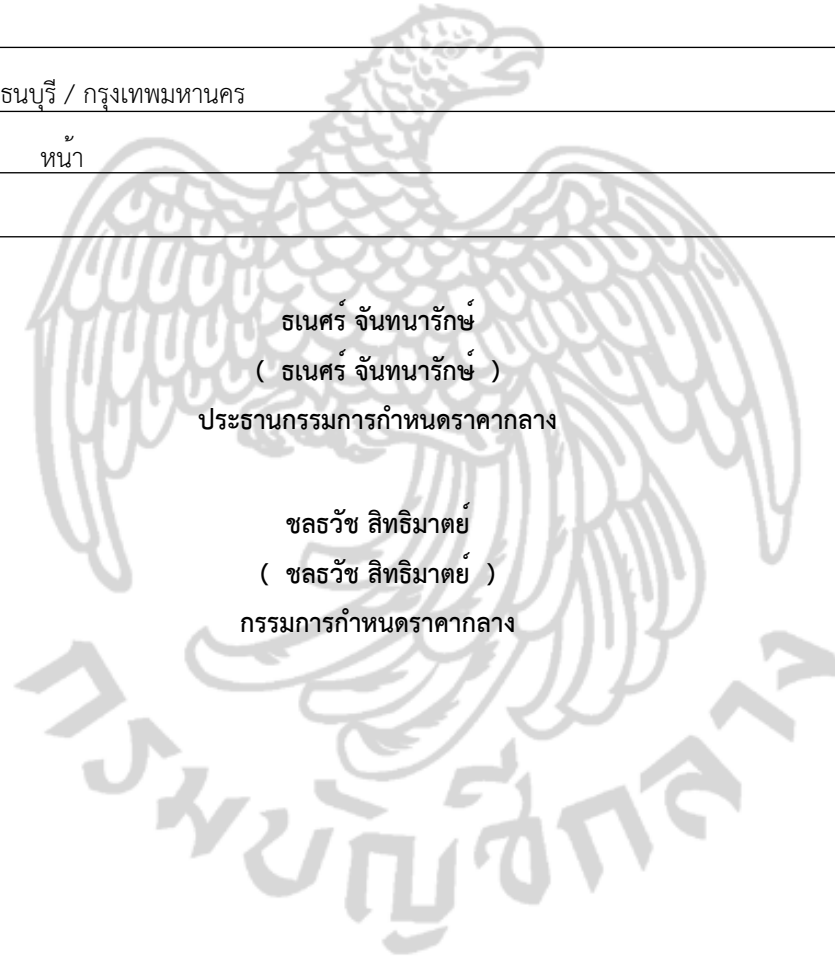 ธนบุรี / กรุงเทพมหานคร
หน้า
ธเนศร์ จันทนารักษ์
( ธเนศร์ จันทนารักษ์ )
ประธานกรรมการกำหนดราคากลาง
ชลธวัช สิทธิมาตย์
( ชลธวัช สิทธิมาตย์ )
กรรมการกำหนดราคากลาง
กรมบัญชีกลาง